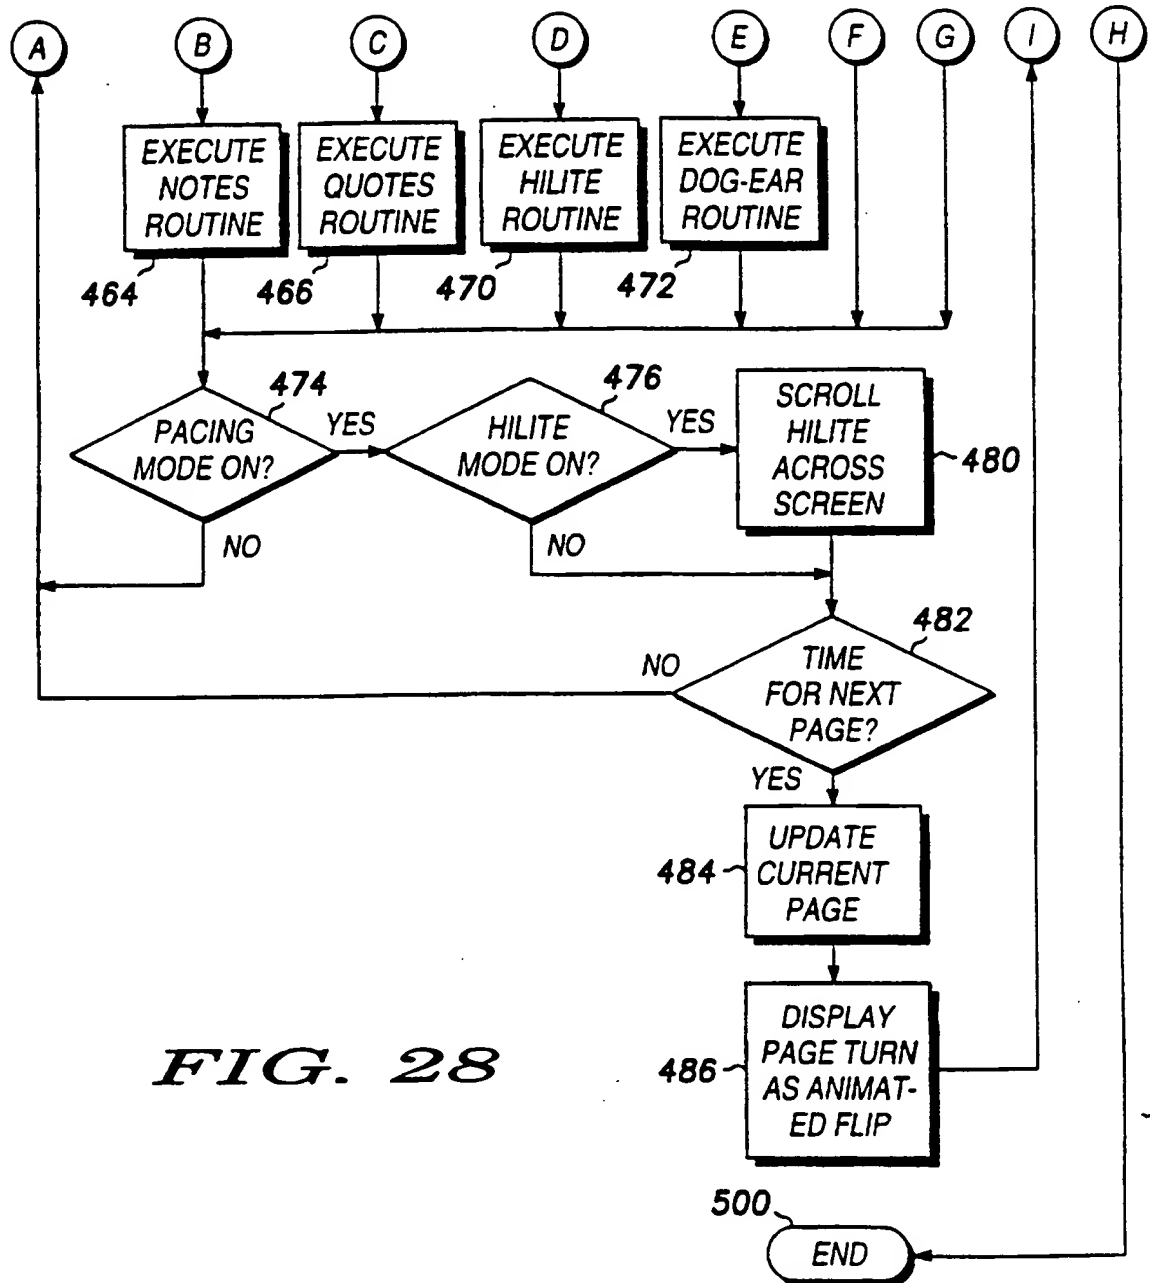 A B C D E F G I H
EXECUTE
NOTES
ROUTINE
464
EXECUTE
QUOTES
ROUTINE
466
EXECUTE
HILITE
ROUTINE
470
EXECUTE
DOG-EAR
ROUTINE
472
PACING
MODE ON?
474
YES
NO
HILITE
MODE ON?
476
YES
NO
SCROLL
HILITE
ACROSS
SCREEN
480
TIME
FOR NEXT
PAGE?
482
NO
YES
UPDATE
CURRENT
PAGE
484
DISPLAY
PAGE TURN
AS ANIMAT-
ED FLIP
486
FIG. 28
500
END